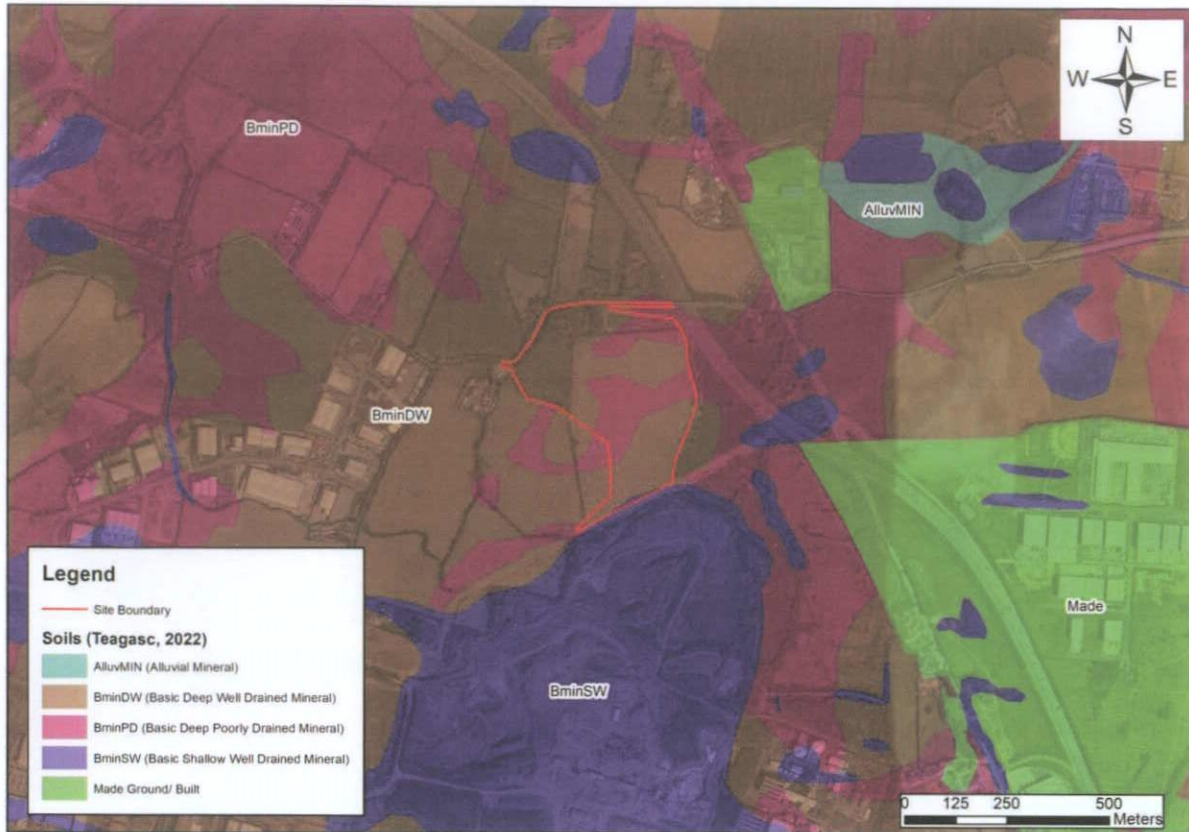 N
W E
S
BminPD
AlluvMIN
BminDW
Made
BminSW
Legend
Site Boundary
Soils (Teagasc, 2022)
AlluvMIN (Alluvial Mineral)
BminDW (Basic Deep Well Drained Mineral)
BminPD (Basic Deep Poorly Drained Mineral)
BminSW (Basic Shallow Well Drained Mineral)
Made Ground/ Built
0 125 250 500
Meters